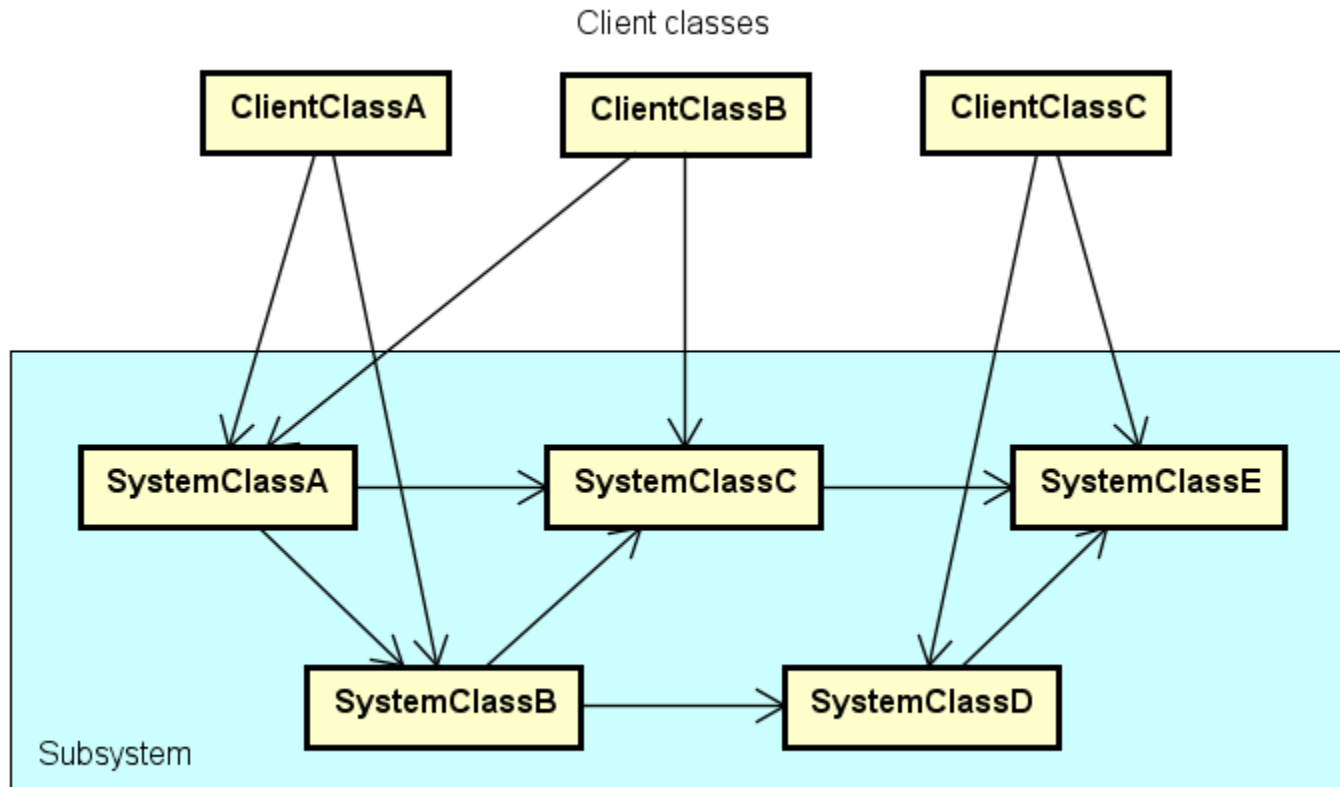 Client classes
ClientClassA
ClientClassB
ClientClassC
SystemClassA
SystemClassC
SystemClassE
SystemClassB
SystemClassD
Subsystem